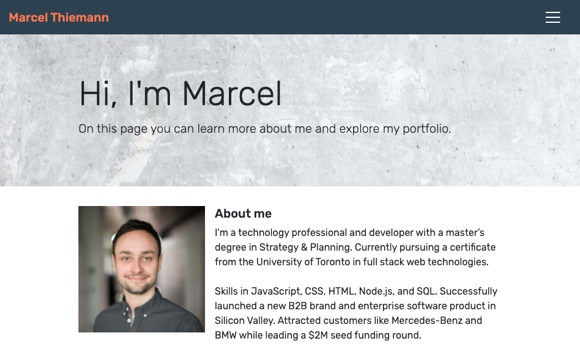 Marcel Thiemann
Hi, I'm Marcel
On this page you can learn more about me and explore my portfolio.
About me
I'm a technology professional and developer with a master's
degree in Strategy & Planning. Currently pursuing a certificate
from the University of Toronto in full stack web technologies.
Skills in JavaScript, CSS, HTML, Node.js, and SQL. Successfully
launched a new B2B brand and enterprise software product in
Silicon Valley. Attracted customers like Mercedes-Benz and
BMW while leading a $2M seed funding round.